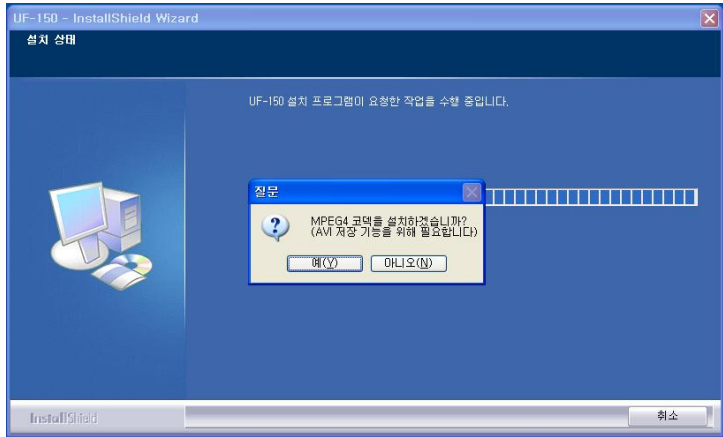 UF-150 - InstallShield Wizard
설치 상태
UF-150 설치 프로그램이 요청한 작업을 수행 중입니다.
질문
MPEG4 코덱을 설치하겠습니까?
(AVI 저장 기능을 위해 필요합니다)
예(Y)
아니오(N)
InstallShield
취소